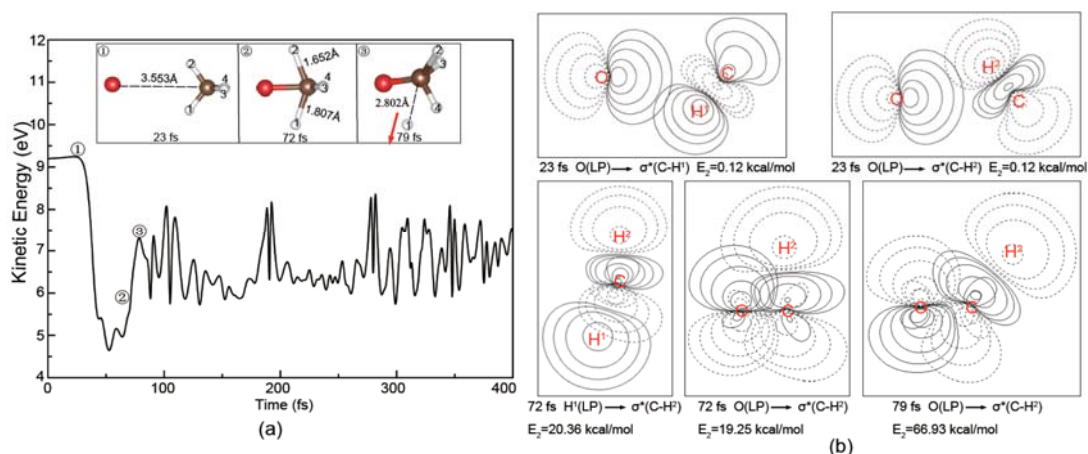 12
11
10
9
8
7
6
5
4
Kinetic Energy (eV)
0
50
100
150
200
250
300
350
400
Time (fs)
(a)
①
②
③
①
2
3.553Å
4
3
1
23 fs
②
2
1.652Å
4
3
1.807Å
1
72 fs
③
2
3
2.802Å
4
1
79 fs
O
C
H¹
23 fs O(LP) → σ*(C-H¹) E₂=0.12 kcal/mol
H²
O
C
23 fs O(LP) → σ*(C-H²) E₂=0.12 kcal/mol
H²
C
H¹
72 fs H¹(LP) → σ*(C-H²)
E₂=20.36 kcal/mol
H²
O
C
72 fs O(LP) → σ*(C-H²)
E₂=19.25 kcal/mol
H²
O
C
79 fs O(LP) → σ*(C-H²)
E₂=66.93 kcal/mol
(b)